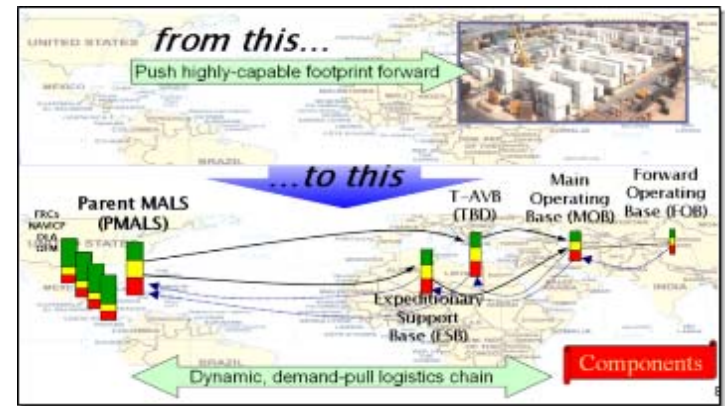 UNITED STATES
from this...
Push highly-capable footprint forward
MEXICO
BRAZIL
...to this
Parent MALS
(PMALS)
T-AVB
(TBD)
Main
Operating
Base (MOB)
Forward
Operating
Base (FOB)
FRCs
NAVICP
DLA
OEM
INDIA
Expeditionary
Support
Base (ESB)
BRAZIL
Components
Dynamic, demand-pull logistics chain